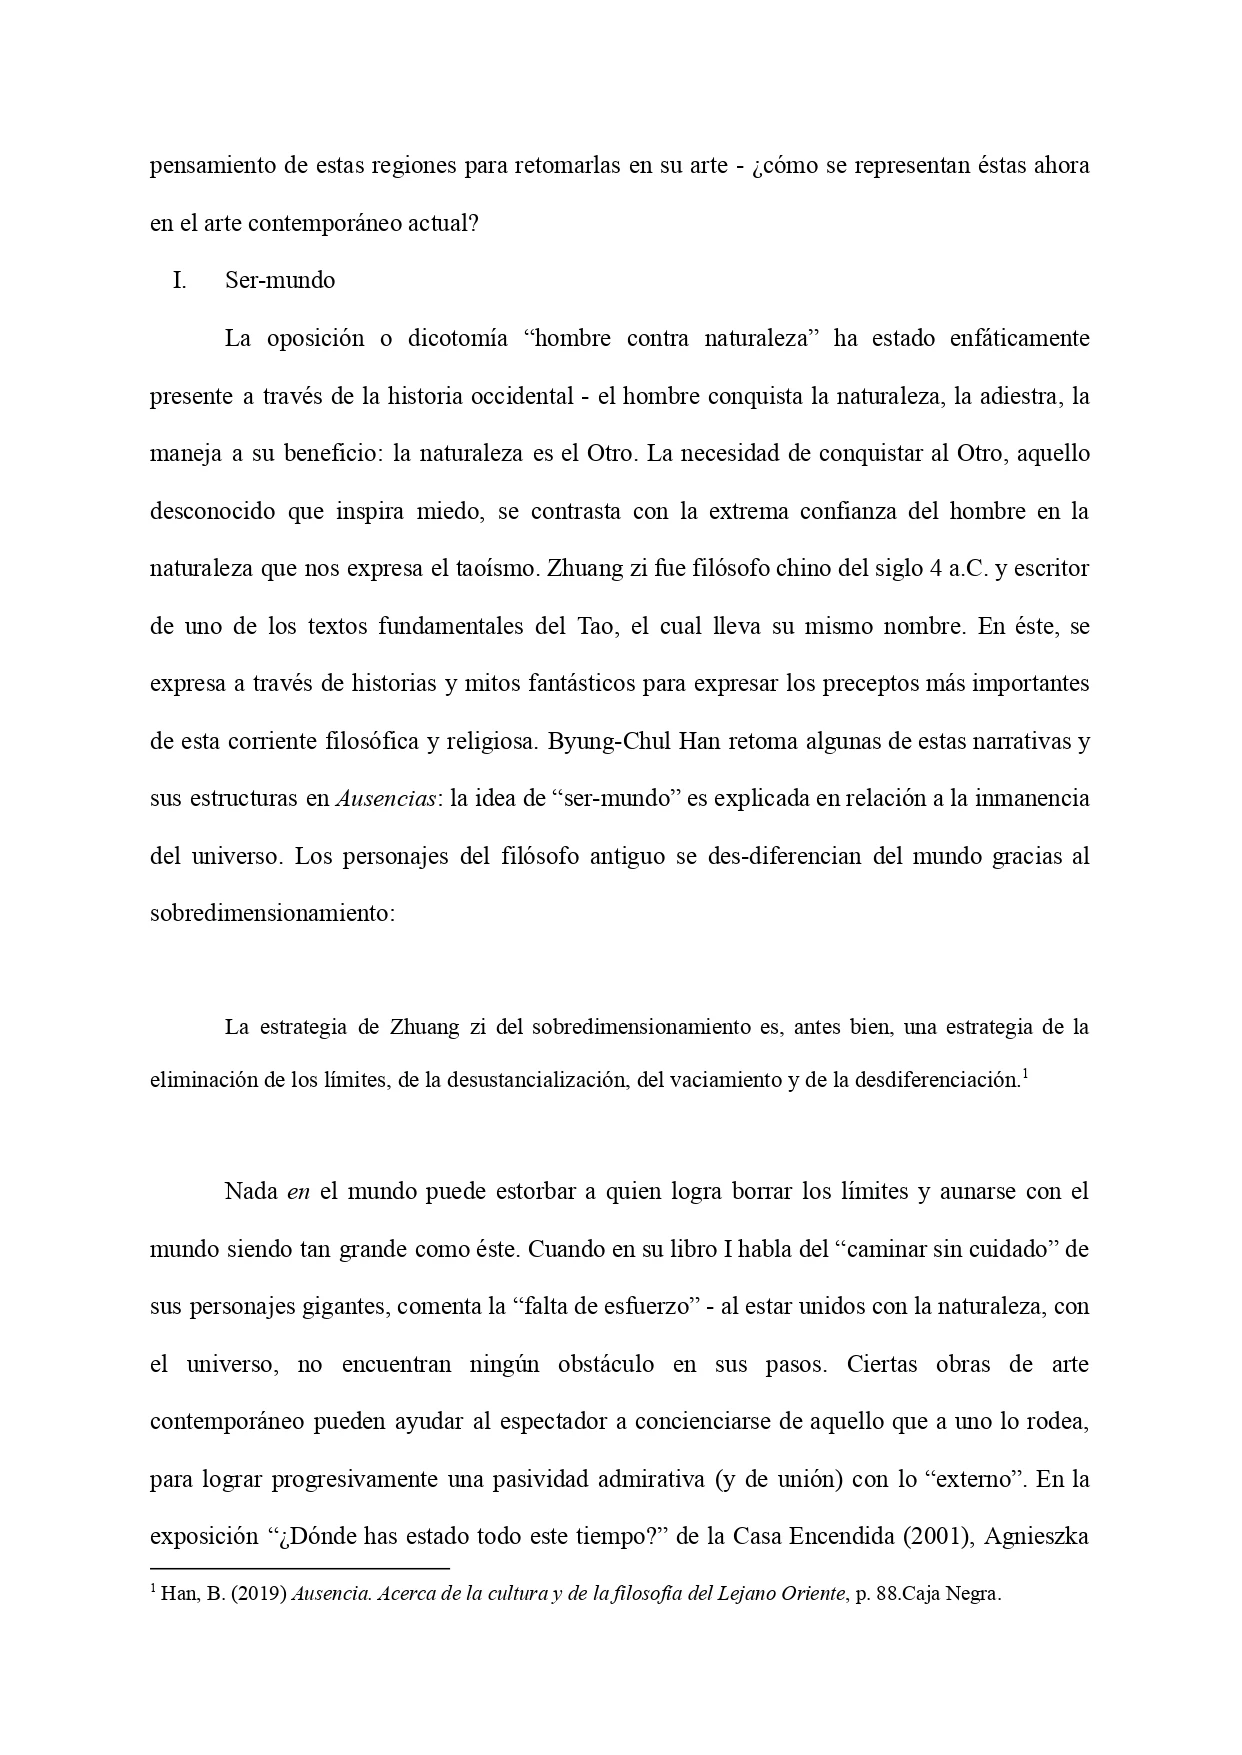 pensamiento de estas regiones para retomarlas en su arte - ¿cómo se representan éstas ahora
en el arte contemporáneo actual?
I. Ser-mundo
La oposición o dicotomía “hombre contra naturaleza” ha estado enfáticamente
presente a través de la historia occidental - el hombre conquista la naturaleza, la adiestra, la
maneja a su beneficio: la naturaleza es el Otro. La necesidad de conquistar al Otro, aquello
desconocido que inspira miedo, se contrasta con la extrema confianza del hombre en la
naturaleza que nos expresa el taoísmo. Zhuang zi fue filósofo chino del siglo 4 a.C. y escritor
de uno de los textos fundamentales del Tao, el cual lleva su mismo nombre. En éste, se
expresa a través de historias y mitos fantásticos para expresar los preceptos más importantes
de esta corriente filosófica y religiosa. Byung-Chul Han retoma algunas de estas narrativas y
sus estructuras en Ausencias: la idea de “ser-mundo” es explicada en relación a la inmanencia
del universo. Los personajes del filósofo antiguo se des-diferencian del mundo gracias al
sobredimensionamiento:
La estrategia de Zhuang zi del sobredimensionamiento es, antes bien, una estrategia de la
eliminación de los límites, de la desustancialización, del vaciamiento y de la desdiferenciación.1
Nada en el mundo puede estorbar a quien logra borrar los límites y aunarse con el
mundo siendo tan grande como éste. Cuando en su libro I habla del “caminar sin cuidado” de
sus personajes gigantes, comenta la “falta de esfuerzo” - al estar unidos con la naturaleza, con
el universo, no encuentran ningún obstáculo en sus pasos. Ciertas obras de arte
contemporáneo pueden ayudar al espectador a concienciarse de aquello que a uno lo rodea,
para lograr progresivamente una pasividad admirativa (y de unión) con lo “externo”. En la
exposición “¿Dónde has estado todo este tiempo?” de la Casa Encendida (2001), Agnieszka
1 Han, B. (2019) Ausencia. Acerca de la cultura y de la filosofía del Lejano Oriente, p. 88.Caja Negra.